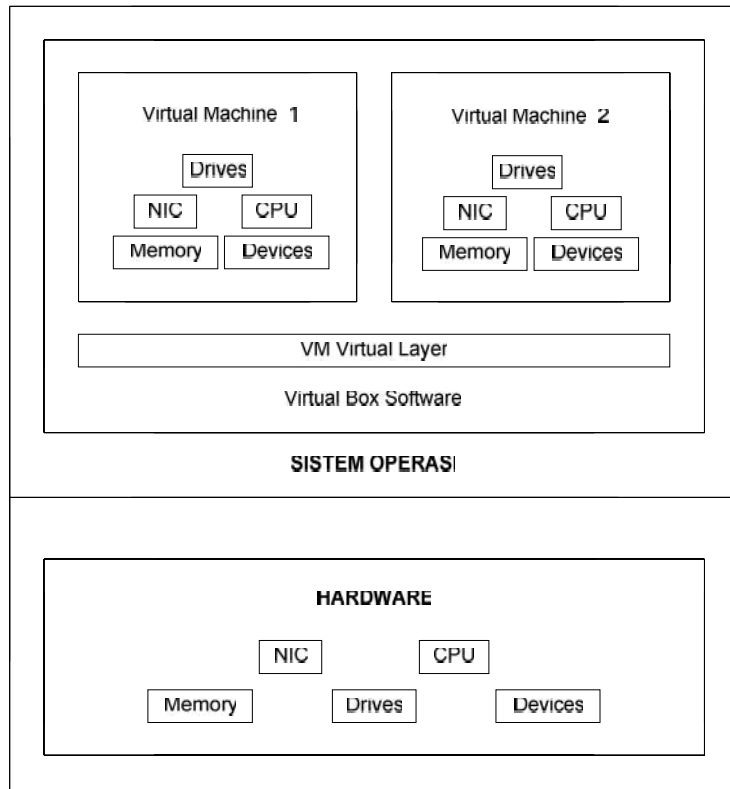 Virtual Machine 1
Drives
NIC CPU
Memory Devices
Virtual Machine 2
Drives
NIC CPU
Memory Devices
VM Virtual Layer
Virtual Box Software
SISTEM OPERASI
HARDWARE
NIC CPU
Memory Drives Devices